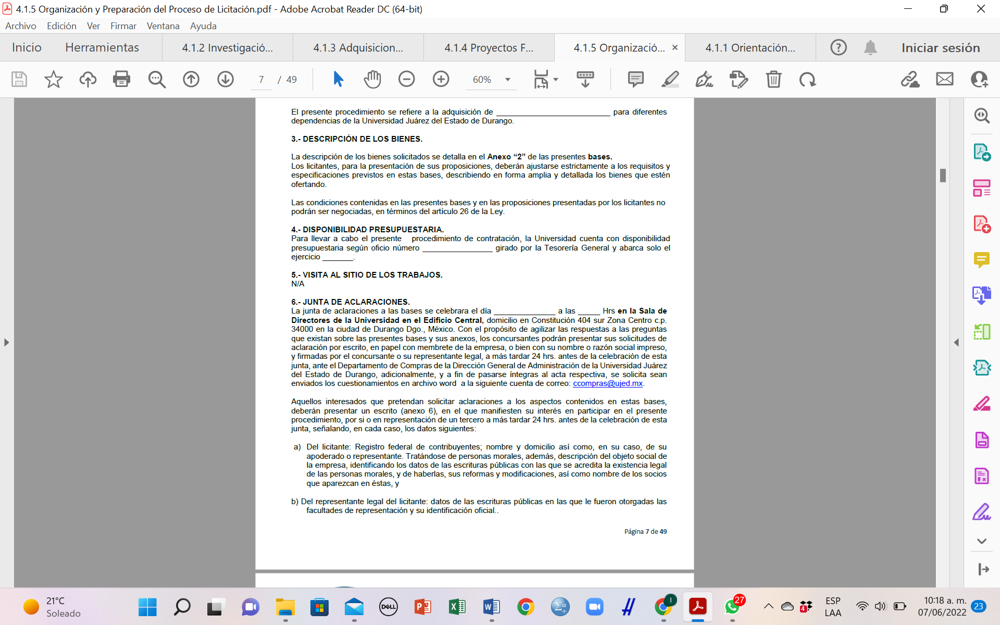 4.1.5 Organización y Preparación del Proceso de Licitación.pdf - Adobe Acrobat Reader DC (64-bit)
Archivo Edición Ver Firmar Ventana Ayuda
Inicio Herramientas 4.1.2 Investigació... 4.1.3 Adquisicion... 4.1.4 Proyectos F... 4.1.5 Organizació... × 4.1.1 Orientación... Iniciar sesión
7 / 49 60%
El presente procedimiento se refiere a la adquisición de __________________________ para diferentes
dependencias de la Universidad Juárez del Estado de Durango.
3.- DESCRIPCIÓN DE LOS BIENES.
La descripción de los bienes solicitados se detalla en el Anexo “2” de las presentes bases.
Los licitantes, para la presentación de sus proposiciones, deberán ajustarse estrictamente a los requisitos y
especificaciones previstos en estas bases, describiendo en forma amplia y detallada los bienes que estén
ofertando.
Las condiciones contenidas en las presentes bases y en las proposiciones presentadas por los licitantes no
podrán ser negociadas, en términos del artículo 26 de la Ley.
4.- DISPONIBILIDAD PRESUPUESTARIA.
Para llevar a cabo el presente procedimiento de contratación, la Universidad cuenta con disponibilidad
presupuestaria según oficio número ________________ girado por la Tesorería General y abarca solo el
ejercicio _______.
5.- VISITA AL SITIO DE LOS TRABAJOS.
N/A
6.- JUNTA DE ACLARACIONES.
La junta de aclaraciones a las bases se celebrara el día ______________ a las _____ Hrs en la Sala de
Directores de la Universidad en el Edificio Central, domicilio en Constitución 404 sur Zona Centro c.p.
34000 en la ciudad de Durango Dgo., México. Con el propósito de agilizar las respuestas a las preguntas
que existan sobre las presentes bases y sus anexos, los concursantes podrán presentar sus solicitudes de
aclaración por escrito, en papel con membrete de la empresa, o bien con su nombre o razón social impreso,
y firmadas por el concursante o su representante legal, a más tardar 24 hrs. antes de la celebración de esta
junta, ante el Departamento de Compras de la Dirección General de Administración de la Universidad Juárez
del Estado de Durango, adicionalmente, y a fin de pasarse íntegras al acta respectiva, se solicita sean
enviados los cuestionamientos en archivo word a la siguiente cuenta de correo: ccompras@ujed.mx.
Aquellos interesados que pretendan solicitar aclaraciones a los aspectos contenidos en estas bases,
deberán presentar un escrito (anexo 6), en el que manifiesten su interés en participar en el presente
procedimiento, por si o en representación de un tercero a más tardar 24 hrs. antes de la celebración de esta
junta, señalando, en cada caso, los datos siguientes:
a) Del licitante: Registro federal de contribuyentes; nombre y domicilio así como, en su caso, de su
apoderado o representante. Tratándose de personas morales, además, descripción del objeto social de
la empresa, identificando los datos de las escrituras públicas con las que se acredita la existencia legal
de las personas morales, y de haberlas, sus reformas y modificaciones, así como nombre de los socios
que aparezcan en éstas, y
b) Del representante legal del licitante: datos de las escrituras públicas en las que le fueron otorgadas las
facultades de representación y su identificación oficial..
Página 7 de 49
21°C
Soleado
DELL
27
4
ESP
LAA
10:18 a. m.
07/06/2022
23